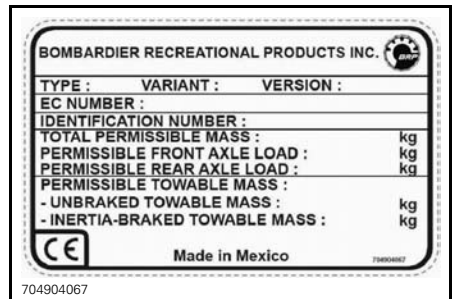 BOMBARDIER RECREATIONAL PRODUCTS INC. BRP
TYPE : VARIANT : VERSION :
EC NUMBER :
IDENTIFICATION NUMBER :
TOTAL PERMISSIBLE MASS : kg
PERMISSIBLE FRONT AXLE LOAD : kg
PERMISSIBLE REAR AXLE LOAD : kg
PERMISSIBLE TOWABLE MASS :
- UNBRAKED TOWABLE MASS : kg
- INERTIA-BRAKED TOWABLE MASS : kg
CE Made in Mexico 704904067
704904067